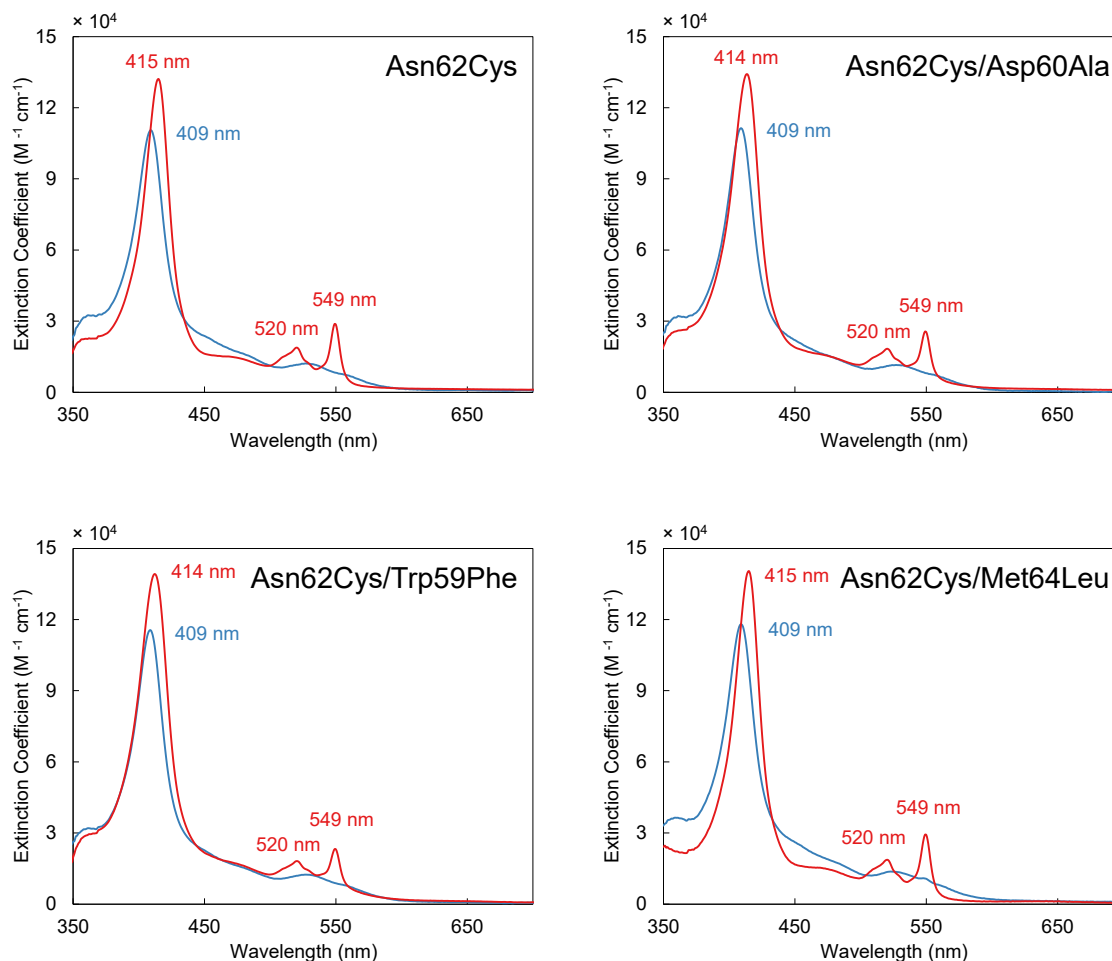 × 10⁴
Extinction Coefficient (M ⁻¹ cm⁻¹)
15
12
9
6
3
0
415 nm
Asn62Cys
409 nm
549 nm
520 nm
350
450
550
650
Wavelength (nm)
× 10⁴
Extinction Coefficient (M ⁻¹ cm⁻¹)
15
12
9
6
3
0
414 nm
Asn62Cys/Asp60Ala
409 nm
549 nm
520 nm
350
450
550
650
Wavelength (nm)
× 10⁴
Extinction Coefficient (M ⁻¹ cm⁻¹)
15
12
9
6
3
0
414 nm
Asn62Cys/Trp59Phe
409 nm
549 nm
520 nm
350
450
550
650
Wavelength (nm)
× 10⁴
Extinction Coefficient (M ⁻¹ cm⁻¹)
15
12
9
6
3
0
415 nm
Asn62Cys/Met64Leu
409 nm
549 nm
520 nm
350
450
550
650
Wavelength (nm)